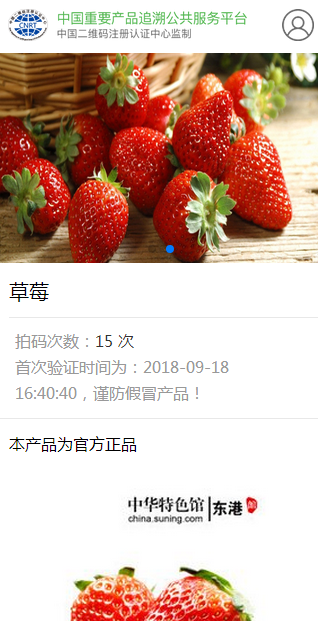 CNRT
中国重要产品追溯公共服务平台
中国二维码注册认证中心监制
草莓
拍码次数：15 次
首次验证时间为：2018-09-18
16:40:40，谨防假冒产品！
本产品为官方正品
中华特色馆 东港
china.suning.com